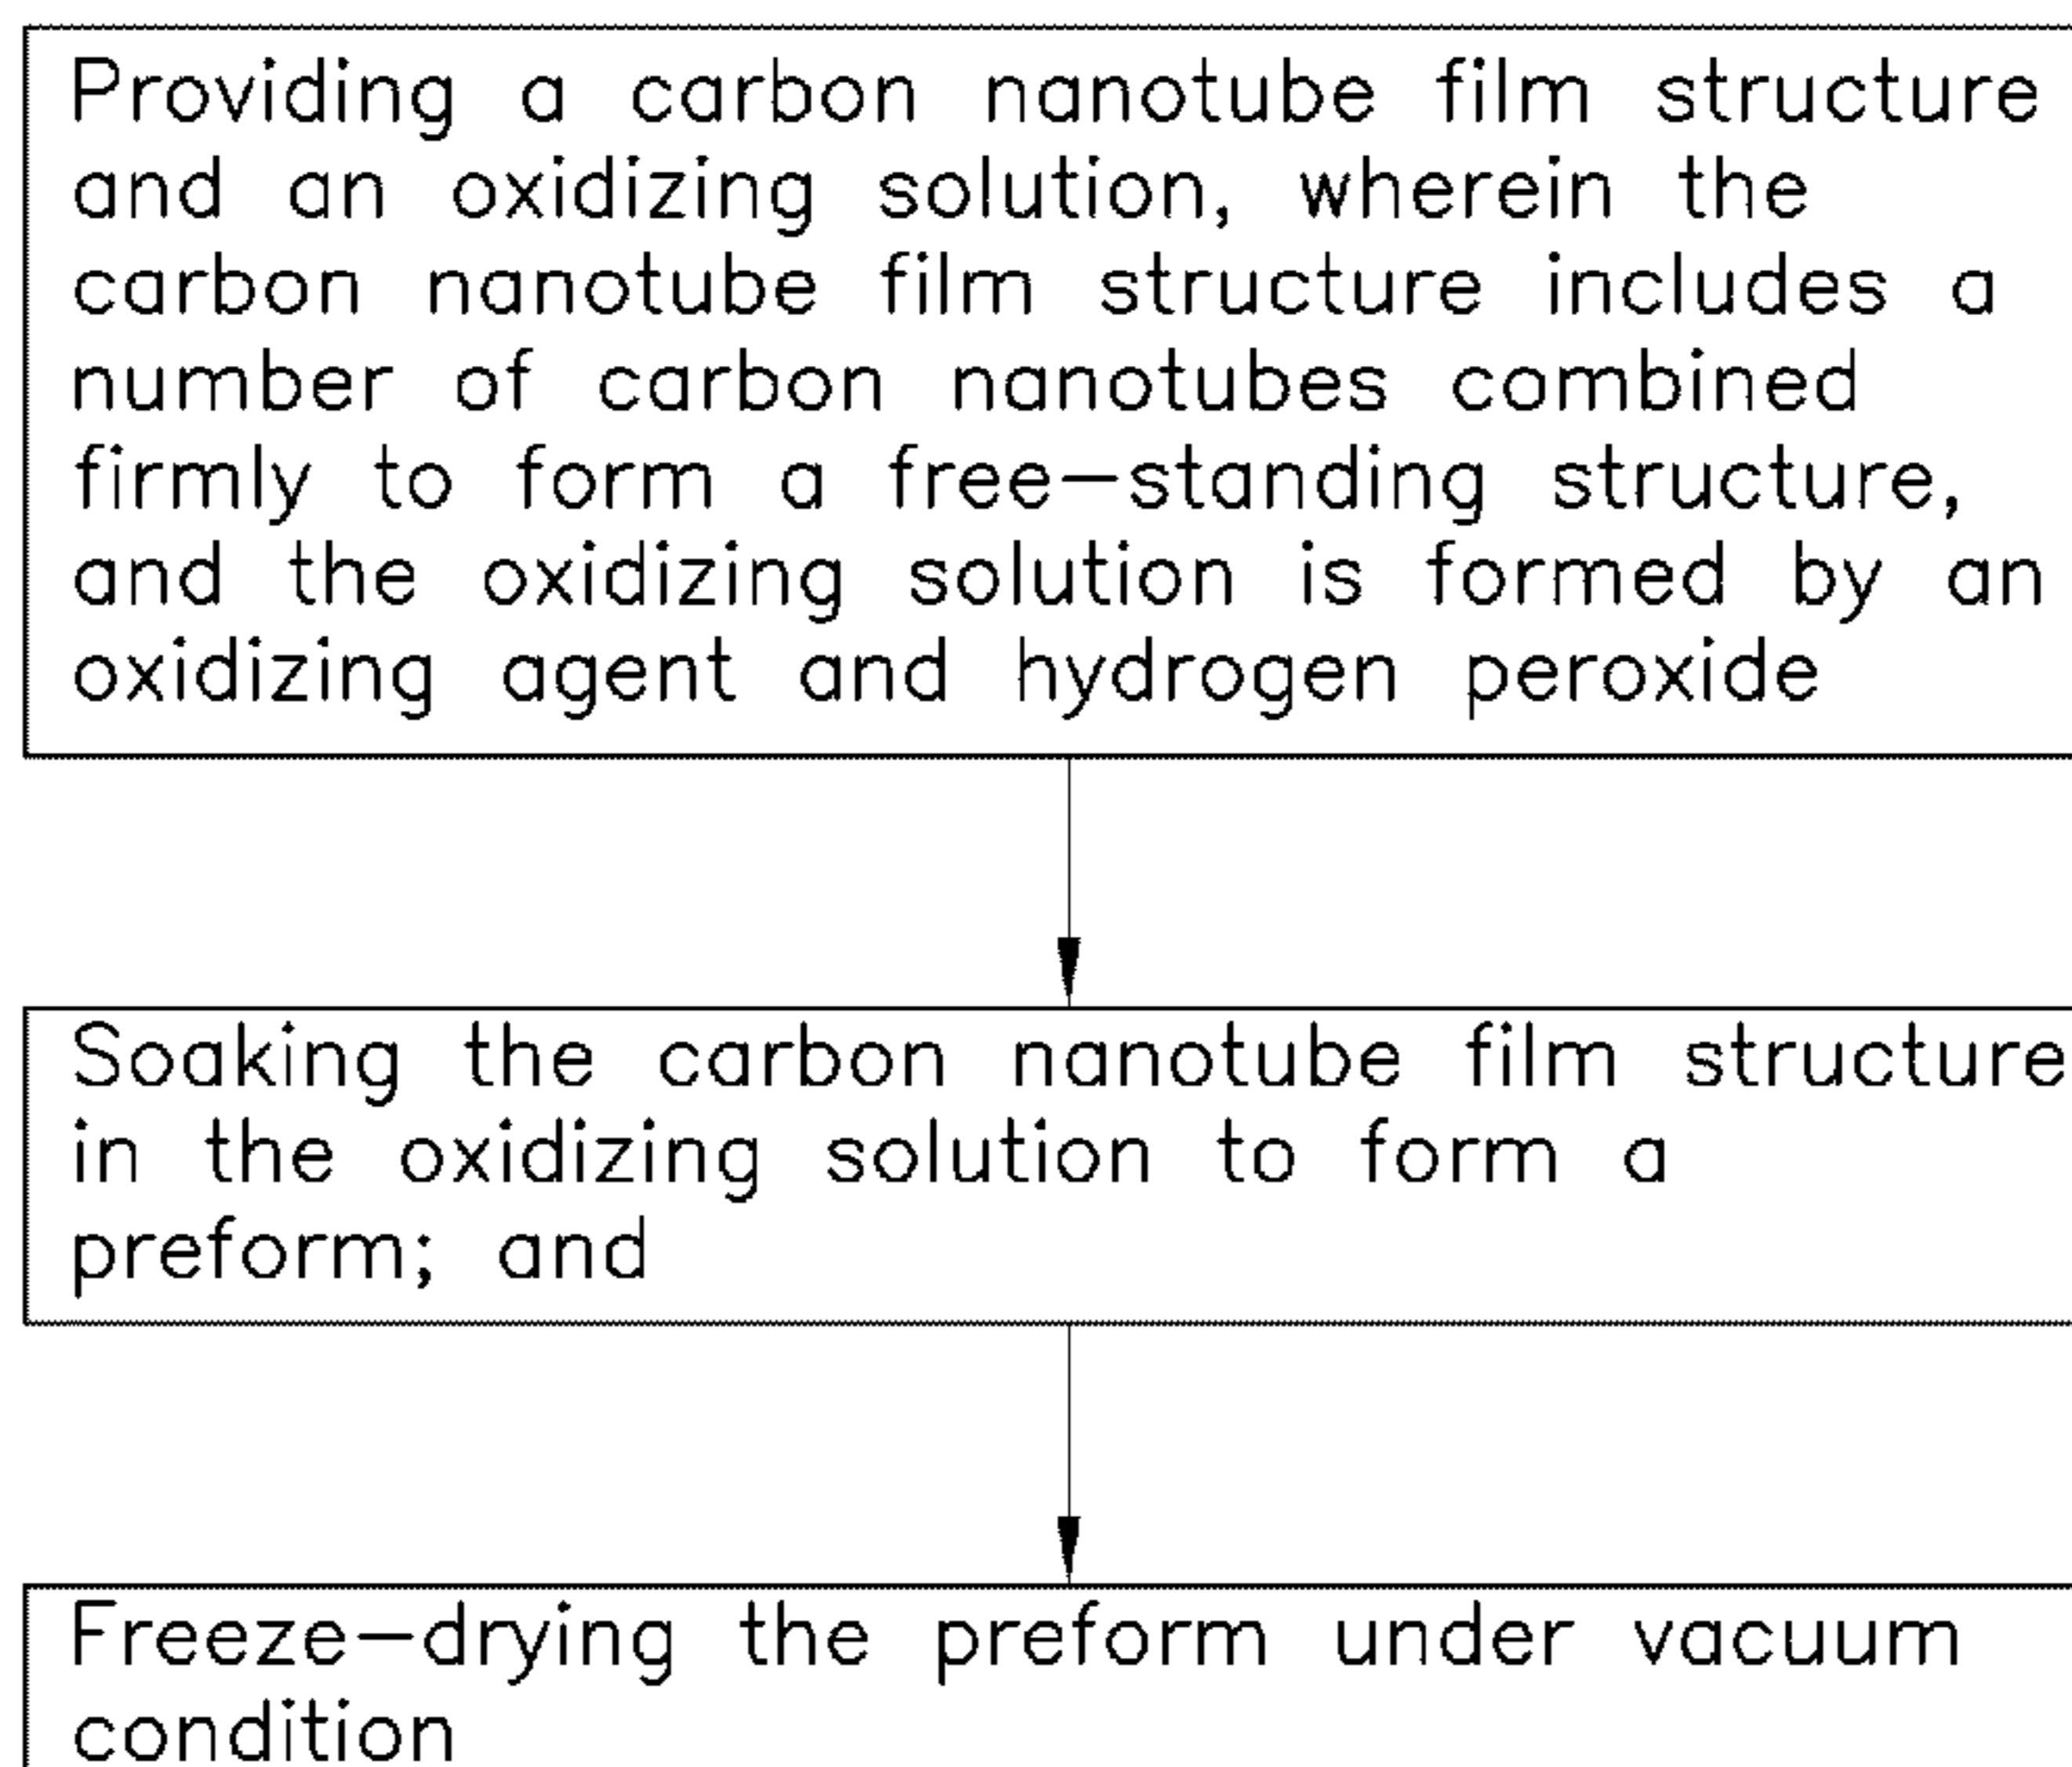 Providing a carbon nanotube film structure
and an oxidizing solution, wherein the
carbon nanotube film structure includes a
number of carbon nanotubes combined
firmly to form a free-standing structure,
and the oxidizing solution is formed by an
oxidizing agent and hydrogen peroxide
Soaking the carbon nanotube film structure
in the oxidizing solution to form a
preform; and
Freeze-drying the preform under vacuum
condition